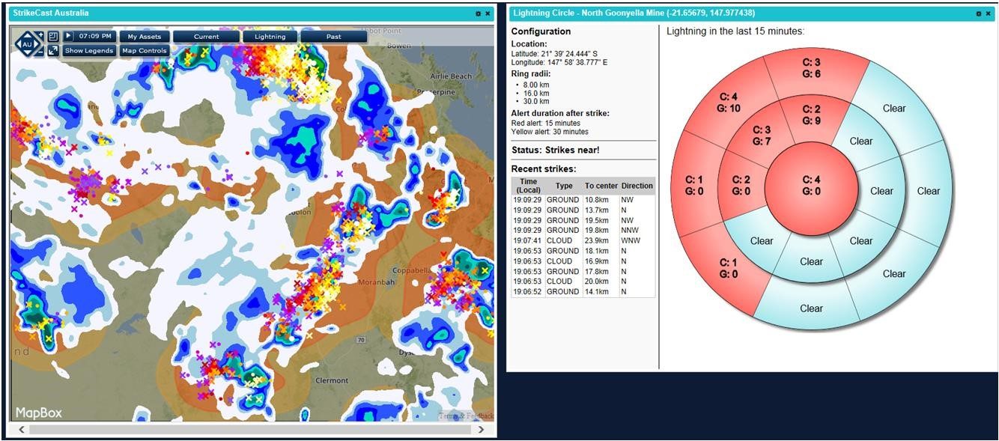 StrikeCast Australia
AU
07:09 PM
My Assets
Current
Lightning
Past
Show Legends
Map Controls
Abbot Point
Bowen
Airlie Beach
Proserpine
Coppabella
Moranbah
70
Clermont
nd
MapBox
Terms & Feedback
Lightning Circle - North Goonyella Mine (-21.65679, 147.977438)
Configuration
Location:
Latitude: 21° 39' 24.444" S
Longitude: 147° 58' 38.777" E
Ring radii:
• 8.00 km
• 16.0 km
• 30.0 km
Alert duration after strike:
Red alert: 15 minutes
Yellow alert: 30 minutes
Status: Strikes near!
Recent strikes:
Time (Local) Type To center Direction
19:09:29 GROUND 10.8km NW
19:09:29 GROUND 13.7km N
19:09:29 GROUND 19.5km NW
19:09:29 GROUND 19.8km NNW
19:07:41 CLOUD 23.9km WNW
19:06:53 GROUND 18.1km N
19:06:53 CLOUD 16.9km N
19:06:53 GROUND 17.8km N
19:06:53 CLOUD 20.0km N
19:06:52 GROUND 14.1km N
Lightning in the last 15 minutes:
C: 3
G: 6
C: 4
G: 10
Clear
C: 2
G: 9
C: 3
G: 7
Clear
C: 1
G: 0
C: 2
G: 0
C: 4
G: 0
Clear
Clear
Clear
Clear
Clear
C: 1
G: 0
Clear
Clear